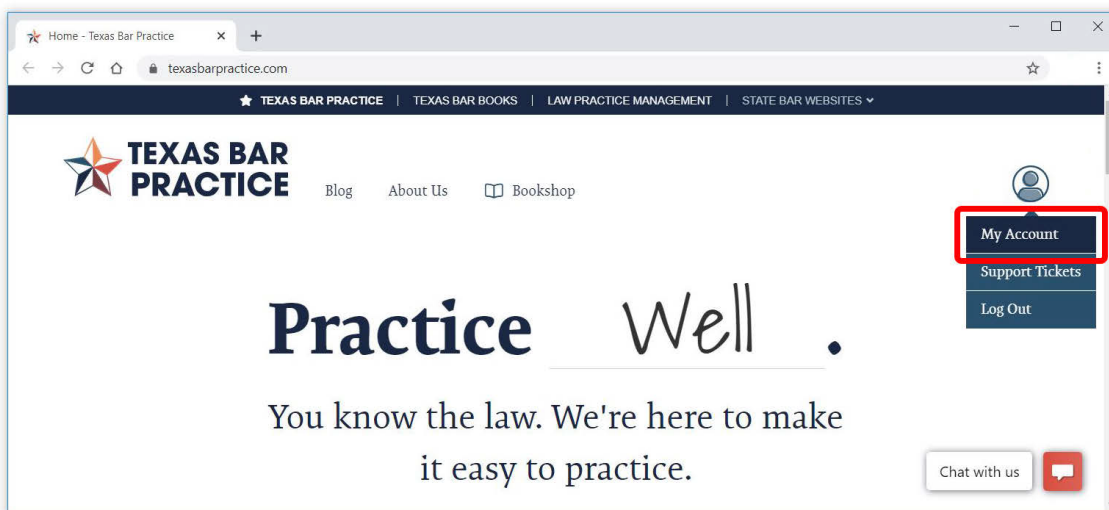 Home - Texas Bar Practice
texasbarpractice.com
TEXAS BAR PRACTICE | TEXAS BAR BOOKS | LAW PRACTICE MANAGEMENT | STATE BAR WEBSITES
TEXAS BAR
PRACTICE
Blog About Us Bookshop
My Account
Support Tickets
Log Out
Practice Well .
You know the law. We're here to make
it easy to practice.
Chat with us